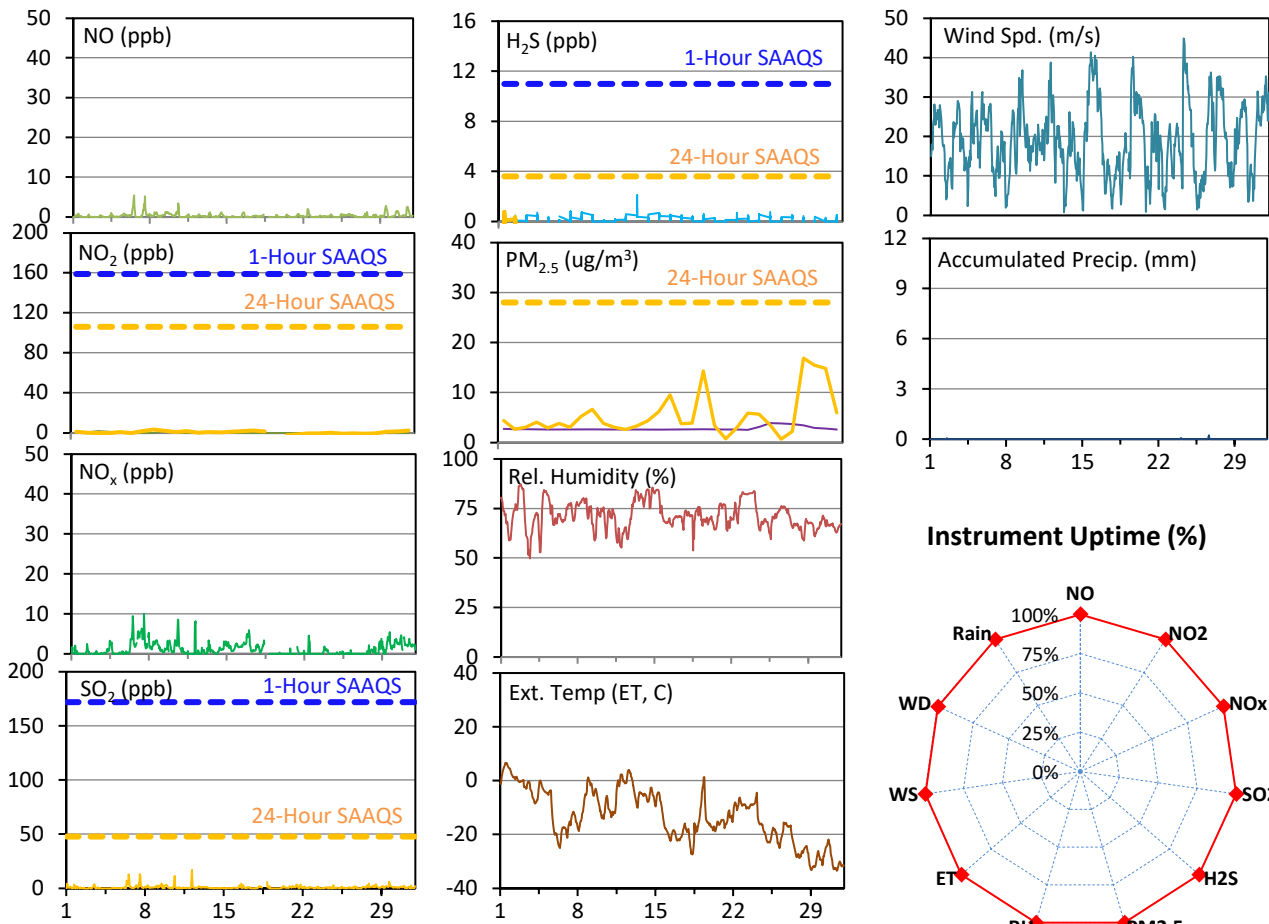 NO (ppb)
50
40
30
20
10
0
NO₂ (ppb)
1-Hour SAAQS
24-Hour SAAQS
200
160
120
80
40
0
NOₓ (ppb)
50
40
30
20
10
0
SO₂ (ppb)
1-Hour SAAQS
24-Hour SAAQS
200
150
100
50
0
1 8 15 22 29
H₂S (ppb)
1-Hour SAAQS
24-Hour SAAQS
16
12
8
4
0
PM₂.₅ (ug/m³)
24-Hour SAAQS
40
30
20
10
0
Rel. Humidity (%)
100
75
50
25
0
Ext. Temp (ET, C)
40
20
0
-20
-40
1 8 15 22 29
Wind Spd. (m/s)
50
40
30
20
10
0
Accumulated Precip. (mm)
12
9
6
3
0
1 8 15 22 29
Instrument Uptime (%)
NO
100%
75%
50%
25%
0%
Rain
NO2
WD
NOx
WS
SO2
ET
H2S
PM2.5